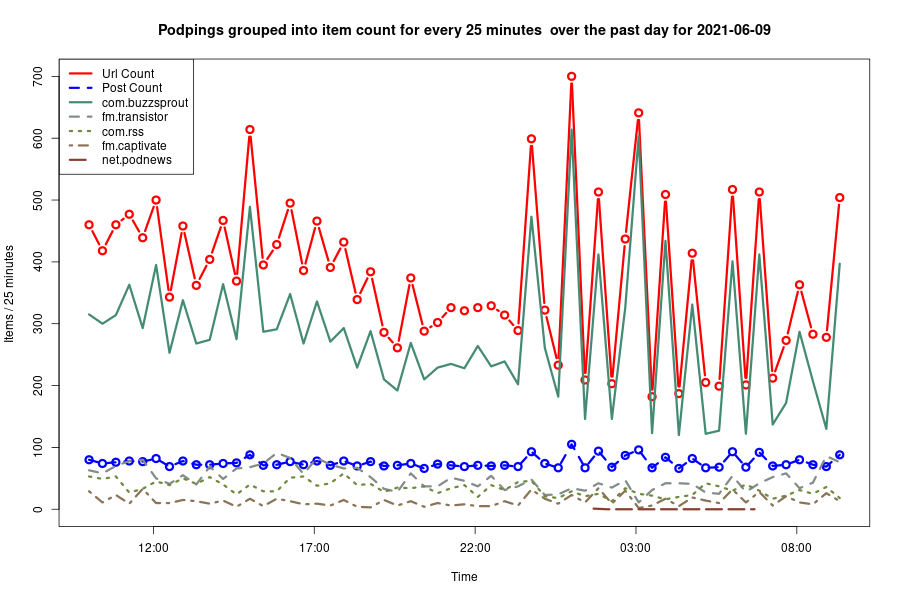 Podpings grouped into item count for every 25 minutes  over the past day for 2021-06-09
Url Count
Post Count
com.buzzsprout
fm.transistor
com.rss
fm.captivate
net.podnews
Items / 25 minutes
700
600
500
400
300
200
100
0
12:00 17:00 22:00 03:00 08:00
Time